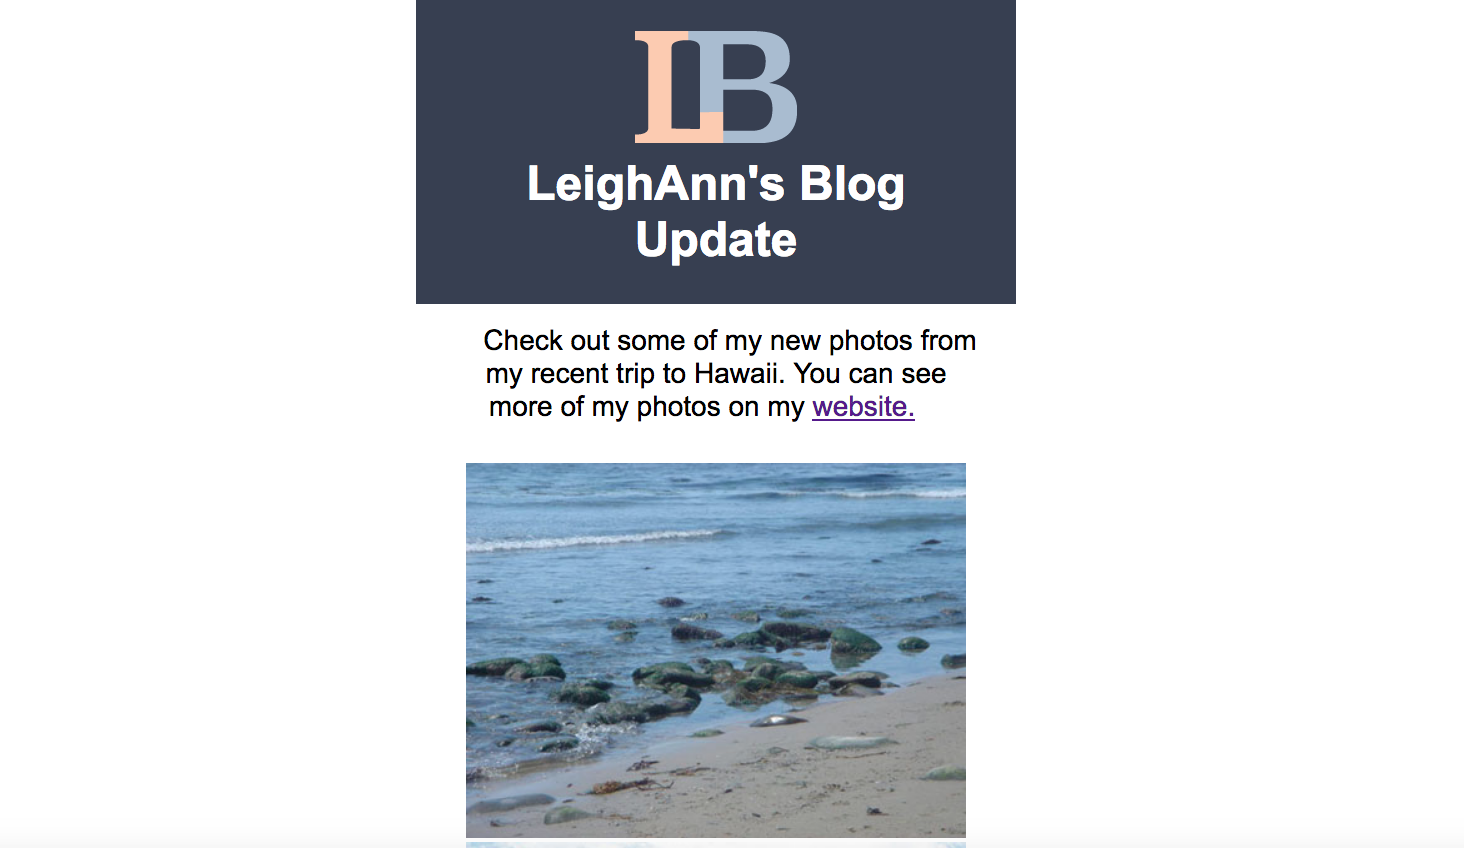 LB
LeighAnn's Blog
Update
Check out some of my new photos from
my recent trip to Hawaii. You can see
more of my photos on my website.